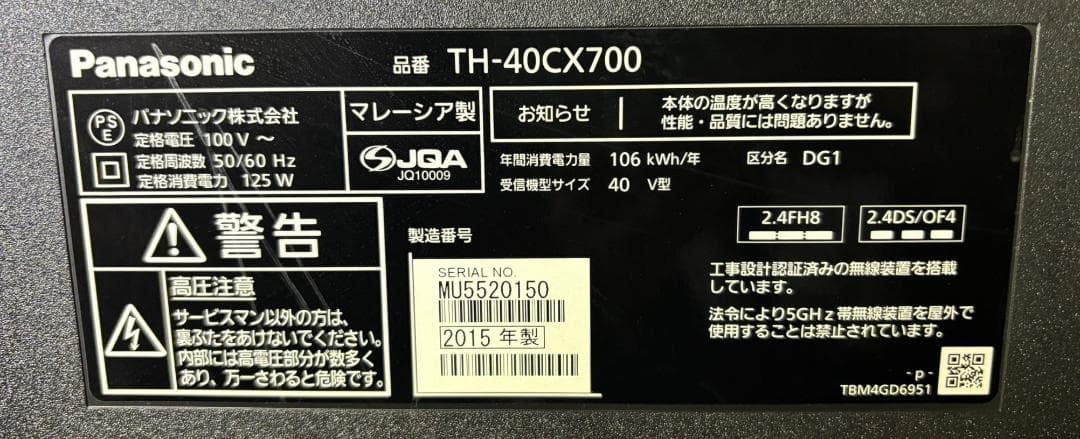 Panasonic
品番 TH-40CX700
PSE
パナソニック株式会社
定格電圧 100 V ～
定格周波数 50/60 Hz
定格消費電力 125 W
マレーシア製
JQA
JQ10009
お知らせ
本体の温度が高くなりますが
性能・品質には問題ありません。
年間消費電力量 106 kWh/年 区分名 DG1
受信機型サイズ 40 V型
2.4FH8
2.4DS/OF4
警告
高圧注意
サービスマン以外の方は、
裏ぶたをあけないでください。
内部には高電圧部分が数多く
あり、万一さわると危険です。
製造番号
SERIAL NO.
MU5520150
2015 年製
工事設計認証済みの無線装置を搭載
しています。
法令により5GHz帯無線装置を屋外で
使用することは禁止されています。
- p -
TBM4GD6951